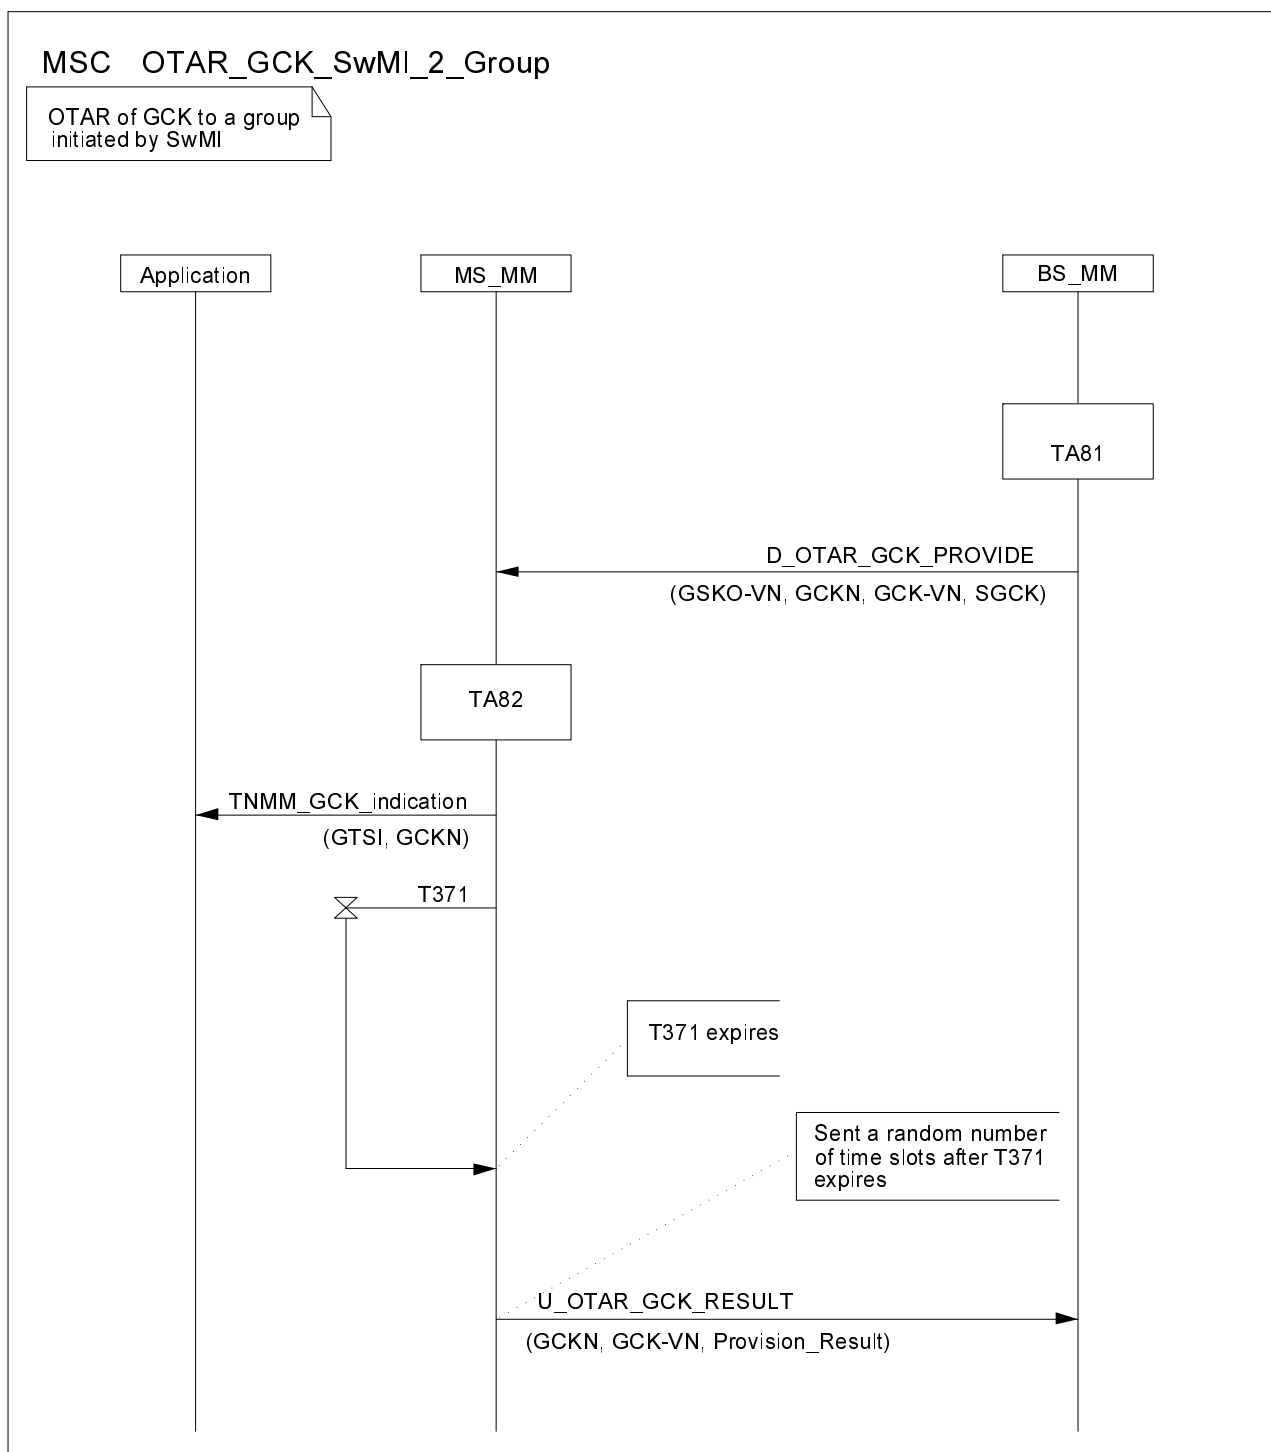 MSC OTAR_GCK_SwMI_2_Group
OTAR of GCK to a group
initiated by SwMI
Application
MS_MM
BS_MM
TA81
D_OTAR_GCK_PROVIDE
(GSKO-VN, GCKN, GCK-VN, SGCK)
TA82
TNMM_GCK_indication
(GTSI, GCKN)
T371
T371 expires
Sent a random number
of time slots after T371
expires
U_OTAR_GCK_RESULT
(GCKN, GCK-VN, Provision_Result)